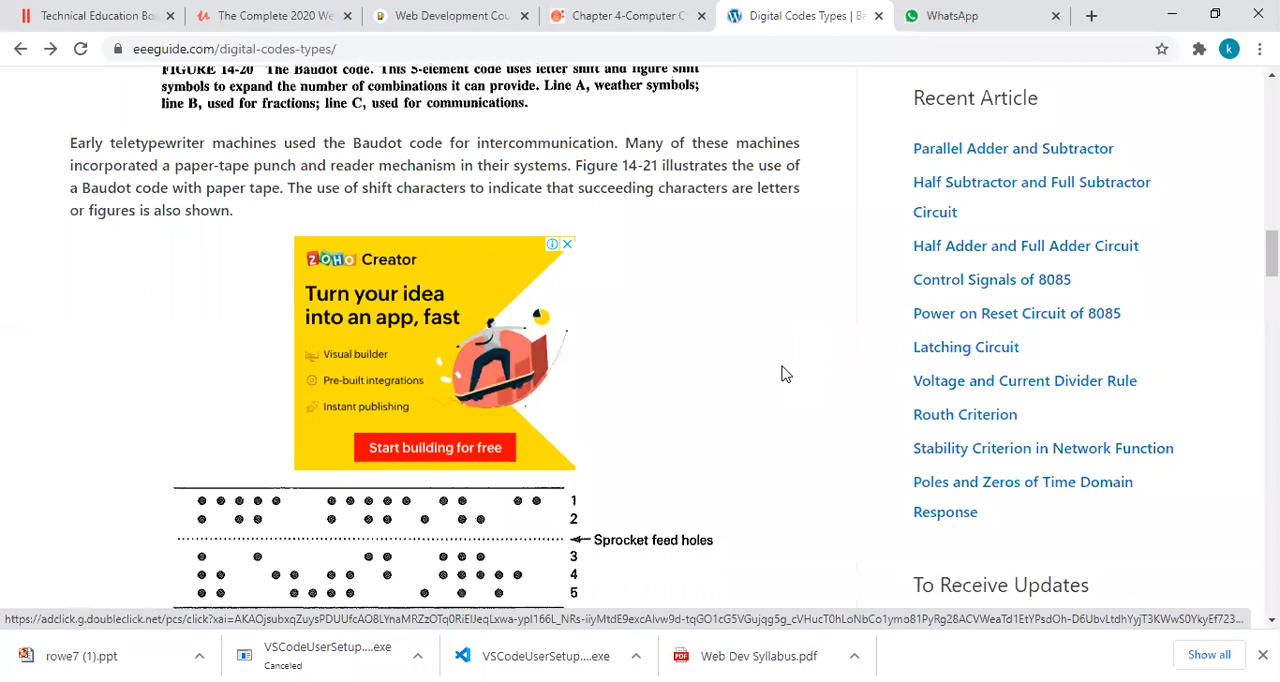 Technical Education Boa
The Complete 2020 We
Web Development Cou
Chapter 4-Computer C
Digital Codes Types | Ba
WhatsApp
eeeguide.com/digital-codes-types/
k
FIGURE 14-20 The Baudot code. This 5-element code uses letter shift and figure shift
symbols to expand the number of combinations it can provide. Line A, weather symbols;
line B, used for fractions; line C, used for communications.
Early teletypewriter machines used the Baudot code for intercommunication. Many of these machines
incorporated a paper-tape punch and reader mechanism in their systems. Figure 14-21 illustrates the use of
a Baudot code with paper tape. The use of shift characters to indicate that succeeding characters are letters
or figures is also shown.
ZOHO Creator
Turn your idea
into an app, fast
Visual builder
Pre-built integrations
Instant publishing
Start building for free
1
2
Sprocket feed holes
3
4
5
Recent Article
Parallel Adder and Subtractor
Half Subtractor and Full Subtractor
Circuit
Half Adder and Full Adder Circuit
Control Signals of 8085
Power on Reset Circuit of 8085
Latching Circuit
Voltage and Current Divider Rule
Routh Criterion
Stability Criterion in Network Function
Poles and Zeros of Time Domain
Response
To Receive Updates
rowe7 (1).ppt
VSCodeUserSetup....exe
Canceled
VSCodeUserSetup....exe
Web Dev Syllabus.pdf
Show all